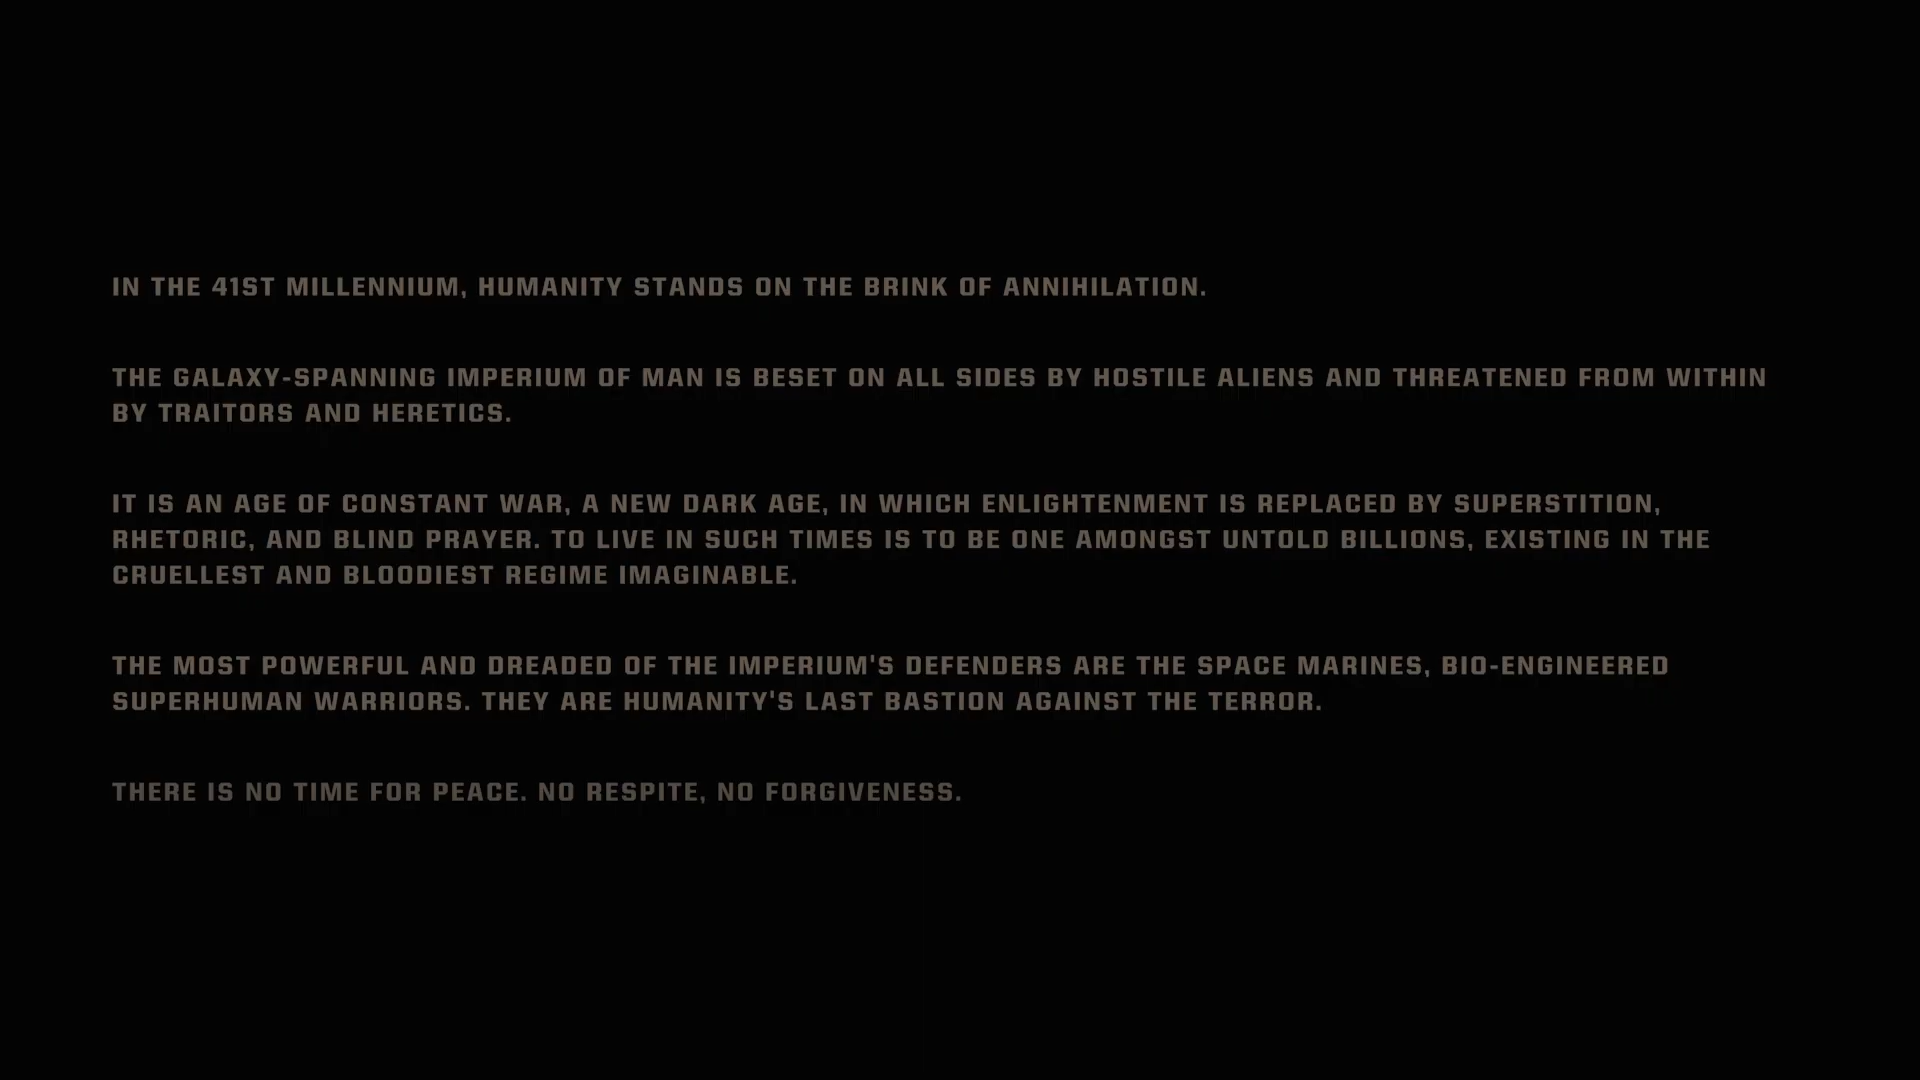 IN THE 41ST MILLENNIUM, HUMANITY STANDS ON THE BRINK OF ANNIHILATION.
THE GALAXY-SPANNING IMPERIUM OF MAN IS BESET ON ALL SIDES BY HOSTILE ALIENS AND THREATENED FROM WITHIN
BY TRAITORS AND HERETICS.
IT IS AN AGE OF CONSTANT WAR, A NEW DARK AGE, IN WHICH ENLIGHTENMENT IS REPLACED BY SUPERSTITION,
RHETORIC, AND BLIND PRAYER. TO LIVE IN SUCH TIMES IS TO BE ONE AMONGST UNTOLD BILLIONS, EXISTING IN THE
CRUELLEST AND BLOODIEST REGIME IMAGINABLE.
THE MOST POWERFUL AND DREADED OF THE IMPERIUM'S DEFENDERS ARE THE SPACE MARINES, BIO-ENGINEERED
SUPERHUMAN WARRIORS. THEY ARE HUMANITY'S LAST BASTION AGAINST THE TERROR.
THERE IS NO TIME FOR PEACE. NO RESPITE, NO FORGIVENESS.